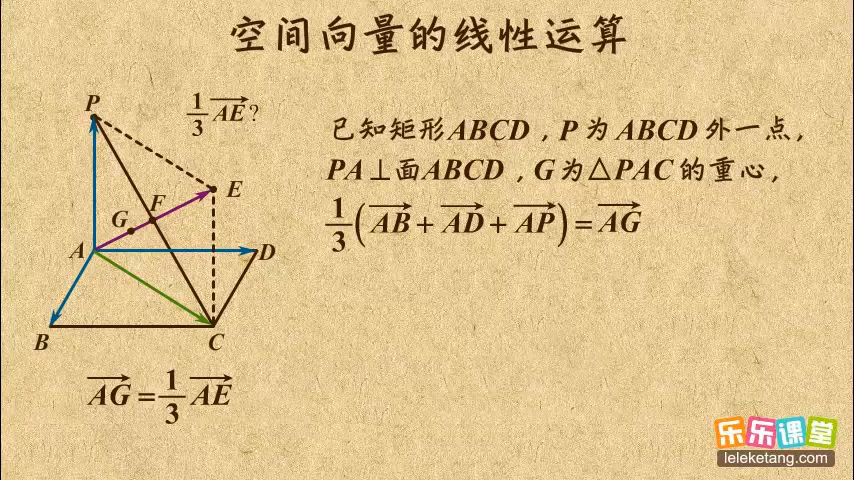 空间向量的线性运算
P
1/3 AE?
已知矩形ABCD，P为ABCD外一点，
PA⊥面ABCD，G为△PAC的重心，
1/3(AB+AD+AP)=AG
E
F
G
A
D
B
C
AG=1/3 AE
乐乐课堂
leleketang.com